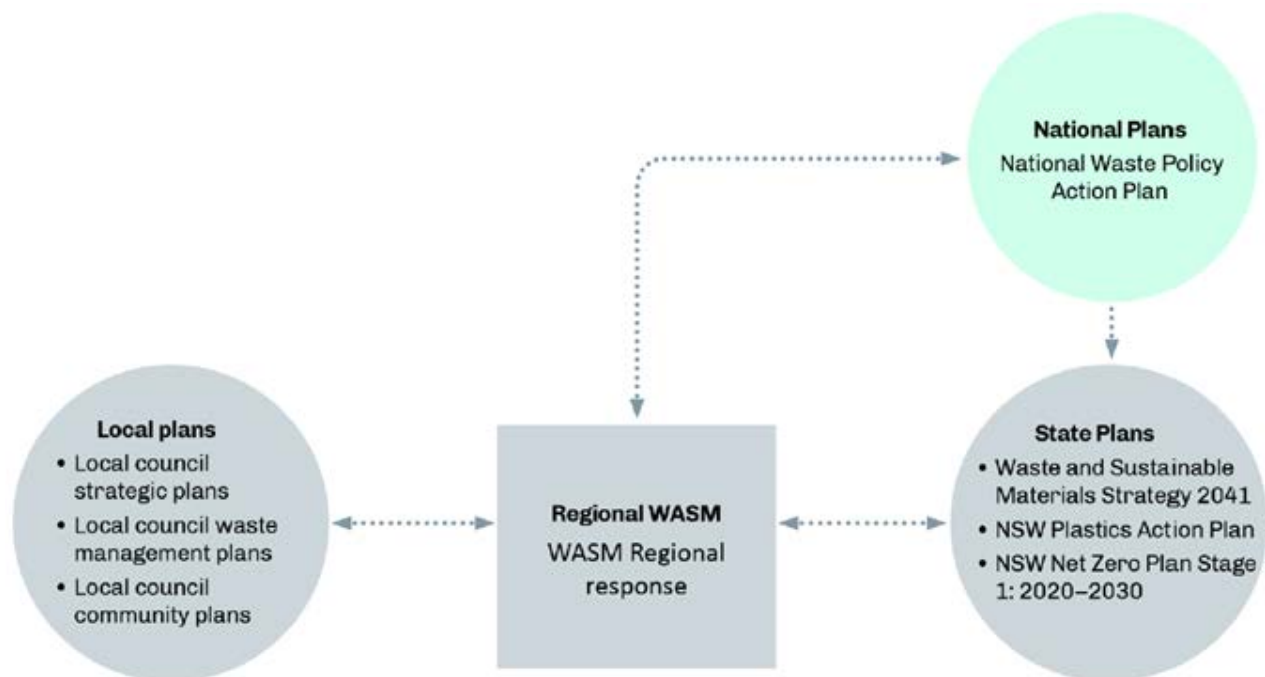 National Plans
National Waste Policy
Action Plan
Local plans
• Local council
strategic plans
• Local council waste
management plans
• Local council
community plans
Regional WASM
WASM Regional
response
State Plans
• Waste and Sustainable
Materials Strategy 2041
• NSW Plastics Action Plan
• NSW Net Zero Plan Stage
1: 2020–2030